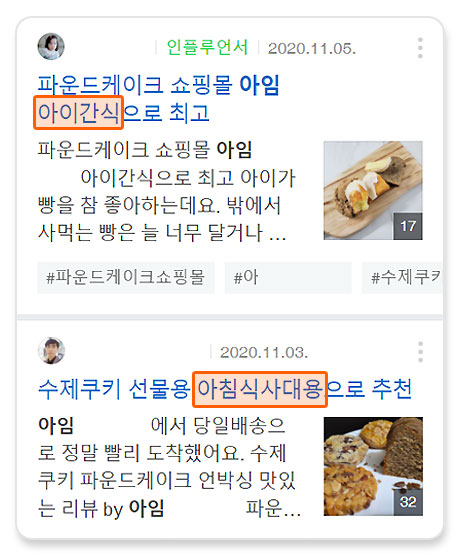 인플루언서 2020.11.05.
파운드케이크 쇼핑몰 아임
아이간식으로 최고
파운드케이크 쇼핑몰 아임
아이간식으로 최고 아이가
빵을 참 좋아하는데요. 밖에서
사먹는 빵은 늘 너무 달거나 ...
17
#파운드케이크쇼핑몰 #아 #수제쿠키
2020.11.03.
수제쿠키 선물용 아침식사대용으로 추천
아임 에서 당일배송으
로 정말 빨리 도착했어요. 수제
쿠키 파운드케이크 언박싱 맛있
는 리뷰 by 아임 파운...
32